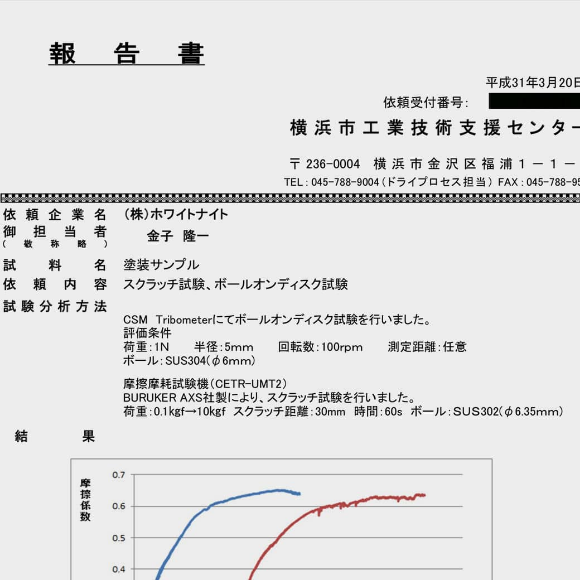 報告書
平成31年3月20日
依頼受付番号：
横浜市工業技術支援センター
〒236-0004 横浜市金沢区福浦１－１－
TEL：045-788-9004（ドライプロセス担当） FAX：045-788-95
依頼企業名 （株）ホワイトナイト
御担当者 金子 隆一
（敬称略）
試料名 塗装サンプル
依頼内容 スクラッチ試験、ボールオンディスク試験
試験分析方法
CSM Tribometerにてボールオンディスク試験を行いました。
評価条件
荷重：1N 半径：5mm 回転数：100rpm 測定距離：任意
ボール：SUS304（φ6mm）
摩擦摩耗試験機（CETR-UMT2）
BURUKER AXS社製により、スクラッチ試験を行いました。
荷重：0.1kgf→10kgf スクラッチ距離：30mm 時間：60s ボール：SUS302（φ6.35mm）
結果
摩擦係数
0.7
0.6
0.5
0.4